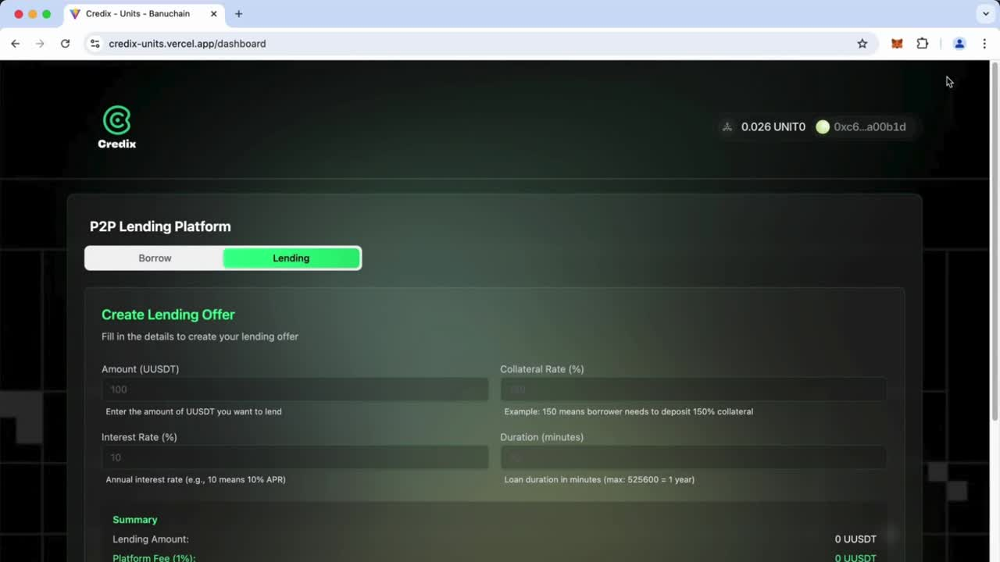 Credix - Units - Banuchain
credix-units.vercel.app/dashboard
Credix
0.026 UNIT0
0xc6...a00b1d
P2P Lending Platform
Borrow
Lending
Create Lending Offer
Fill in the details to create your lending offer
Amount (UUSDT)
Collateral Rate (%)
100
Enter the amount of UUSDT you want to lend
Example: 150 means borrower needs to deposit 150% collateral
Interest Rate (%)
Duration (minutes)
10
Annual interest rate (e.g., 10 means 10% APR)
Loan duration in minutes (max: 525600 = 1 year)
Summary
Lending Amount:
0 UUSDT
Platform Fee (1%):
0 UUSDT